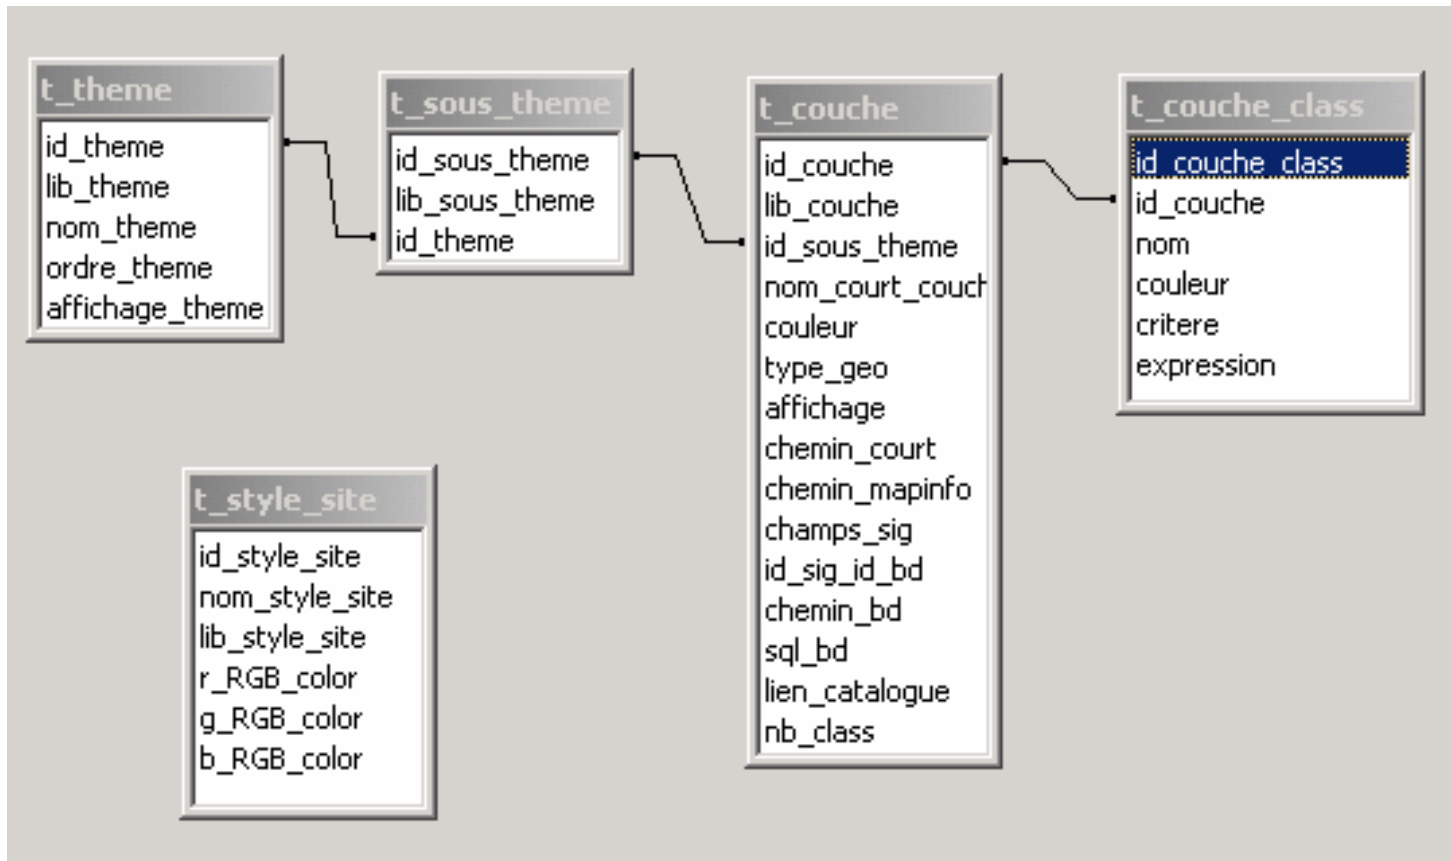 t_theme
id_theme
lib_theme
nom_theme
ordre_theme
affichage_theme
t_sous_theme
id_sous_theme
lib_sous_theme
id_theme
t_couche
id_couche
lib_couche
id_sous_theme
nom_court_couch
couleur
type_geo
affichage
chemin_court
chemin_mapinfo
champs_sig
id_sig_id_bd
chemin_bd
sql_bd
lien_catalogue
nb_class
t_couche_class
id_couche_class
id_couche
nom
couleur
critere
expression
t_style_site
id_style_site
nom_style_site
lib_style_site
r_RGB_color
g_RGB_color
b_RGB_color